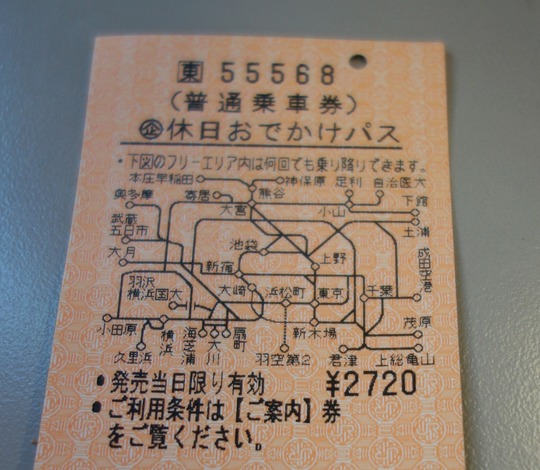 東 55568
(普通乗車券)
企休日おでかけパス
・下図のフリーエリア内は何回でも乗り降りできます。
本庄早稲田 神保原 足利 自治医大
奥多摩 寄居 熊谷
大宮 小山 下館
武蔵五日市 土浦
大月 池袋 上野 成田空港
新宿
羽沢横浜国大 大崎 浜松町 東京 千葉
小田原 横浜 海芝浦 大川 扇町 新木場 茂原
久里浜 羽空第2 君津 上総亀山
・発売当日限り有効 ¥2720
・ご利用条件は【ご案内】券
をご覧ください。